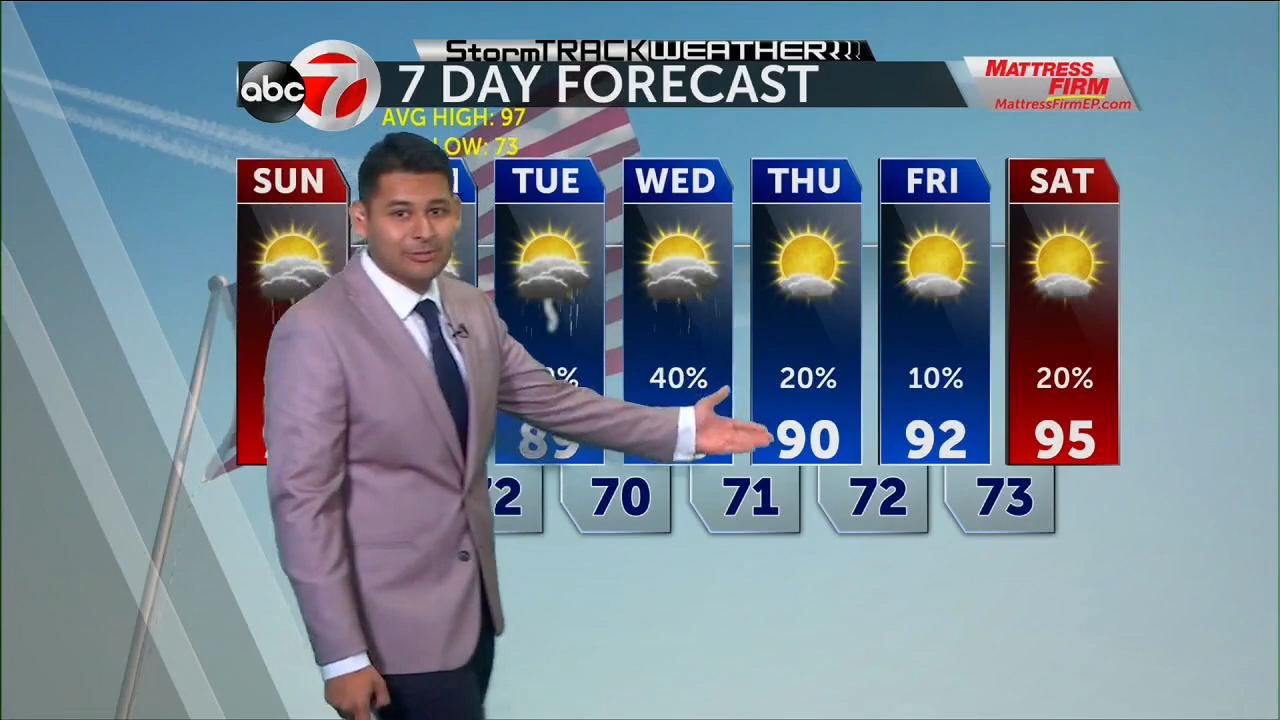 StormTRACKWEATHER
abc 7
7 DAY FORECAST
MATTRESS
FIRM
MattressFirmEP.com
AVG HIGH: 97
LOW: 73
SUN TUE WED THU FRI SAT
40% 20% 10% 20%
89 90 92 95
70 71 72 73